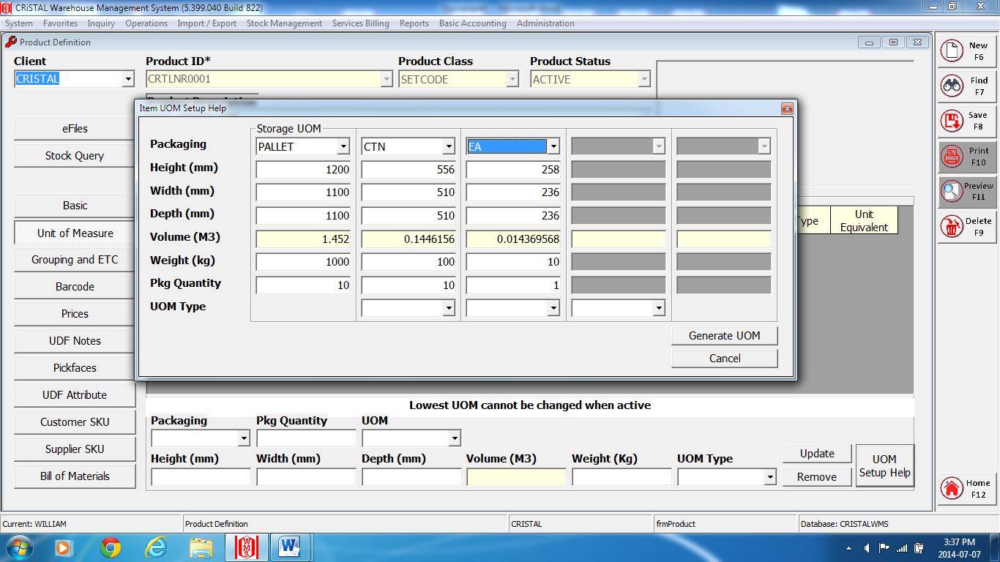 CRiSTAL Warehouse Management System (5.399.040 Build 822)
System Favorites Inquiry Operations Import / Export Stock Management Services Billing Reports Basic Accounting Administration
Product Definition
Client Product ID* Product Class Product Status
CRISTAL CRTLNR0001 SETCODE ACTIVE
Item UOM Setup Help
Storage UOM
Packaging PALLET CTN EA
Height (mm) 1200 556 258
Width (mm) 1100 510 236
Depth (mm) 1100 510 236
Volume (M3) 1.452 0.1446156 0.014369568
Weight (kg) 1000 100 10
Pkg Quantity 10 10 1
UOM Type
Generate UOM
Cancel
eFiles
Stock Query
Basic
Unit of Measure
Grouping and ETC
Barcode
Prices
UDF Notes
Pickfaces
UDF Attribute
Customer SKU
Supplier SKU
Bill of Materials
Unit
Equivalent
Lowest UOM cannot be changed when active
Packaging Pkg Quantity UOM
Height (mm) Width (mm) Depth (mm) Volume (M3) Weight (Kg) UOM Type
Update
Remove
UOM
Setup Help
New
F6
Find
F7
Save
F8
Print
F10
Preview
F11
Delete
F9
Home
F12
Current: WILLIAM Product Definition CRISTAL frmProduct Database: CRISTALWMS
WMS
3:37 PM
2014-07-07